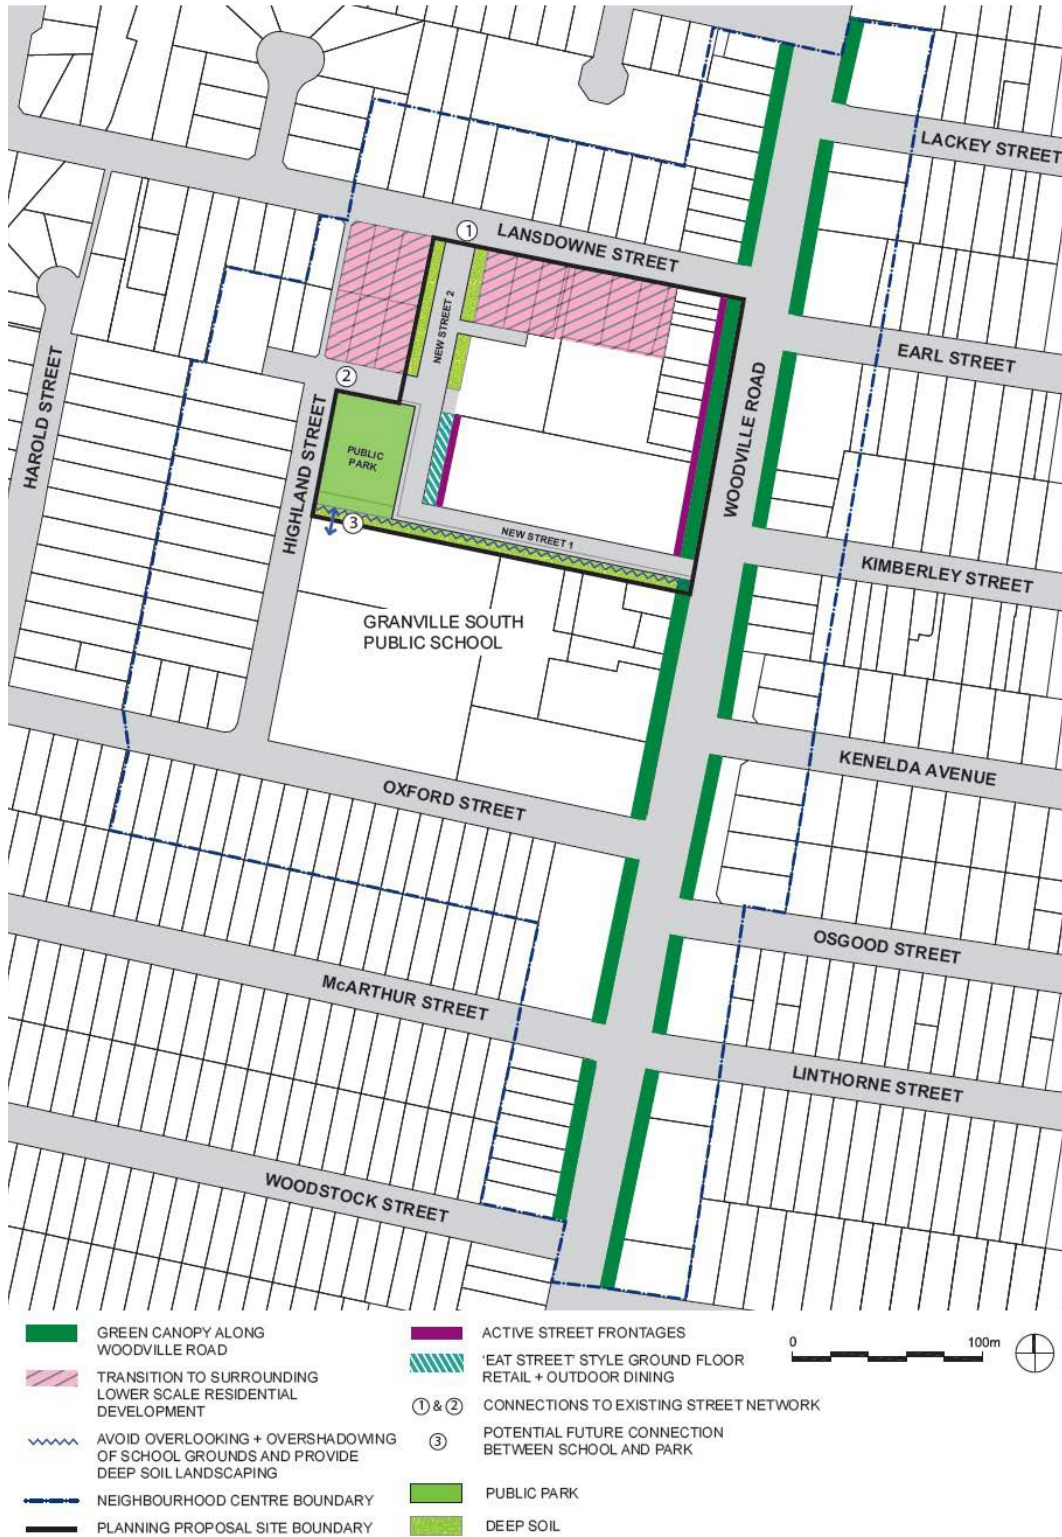 LACKEY STREET
①
LANSDOWNE STREET
NEW STREET 2
EARL STREET
HAROLD STREET
②
WOODVILLE ROAD
HIGHLAND STREET
PUBLIC
PARK
③
NEW STREET 1
KIMBERLEY STREET
GRANVILLE SOUTH
PUBLIC SCHOOL
KENELDA AVENUE
OXFORD STREET
OSGOOD STREET
McARTHUR STREET
LINTHORNE STREET
WOODSTOCK STREET
GREEN CANOPY ALONG
WOODVILLE ROAD
TRANSITION TO SURROUNDING
LOWER SCALE RESIDENTIAL
DEVELOPMENT
AVOID OVERLOOKING + OVERSHADOWING
OF SCHOOL GROUNDS AND PROVIDE
DEEP SOIL LANDSCAPING
NEIGHBOURHOOD CENTRE BOUNDARY
PLANNING PROPOSAL SITE BOUNDARY
ACTIVE STREET FRONTAGES
'EAT STREET' STYLE GROUND FLOOR
RETAIL + OUTDOOR DINING
① & ② CONNECTIONS TO EXISTING STREET NETWORK
③ POTENTIAL FUTURE CONNECTION
BETWEEN SCHOOL AND PARK
PUBLIC PARK
DEEP SOIL
0 100m